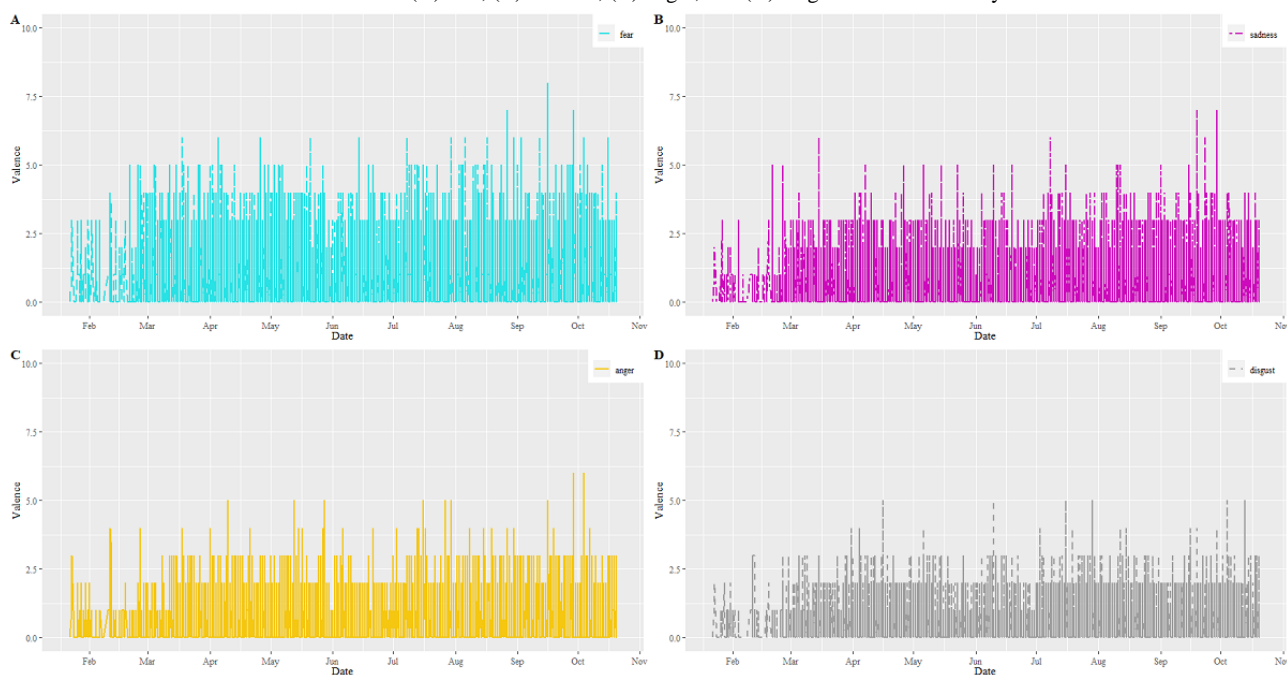 A
fear
10.0
7.5
5.0
2.5
0.0
Valence
Feb Mar Apr May Jun Jul Aug Sep Oct Nov
Date
B
sadness
10.0
7.5
5.0
2.5
0.0
Valence
Feb Mar Apr May Jun Jul Aug Sep Oct
Date
C
anger
10.0
7.5
5.0
2.5
0.0
Valence
Feb Mar Apr May Jun Jul Aug Sep Oct Nov
Date
D
disgust
10.0
7.5
5.0
2.5
0.0
Valence
Feb Mar Apr May Jun Jul Aug Sep Oct
Date